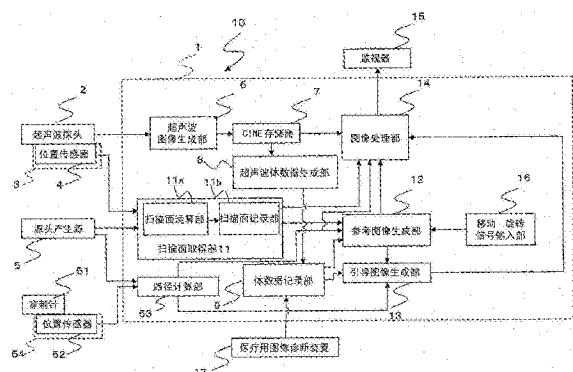 10
1
15
监视器
2
6
7
14
超声波探头
位置传感器
3
4
超声波
图像生成部
CINE存储器
图像处理部
8
超声波体数据生成部
11a
11b
12
16
扫描面运算部
扫描面记录部
扫描面取得部11
参考图像生成部
移动 旋转
信号输入部
源头产生源
5
51
穿刺针
位置传感器
54
52
路径计算部
53
体数据记录部
引导图像生成部
13
医疗用图像诊断装置
17